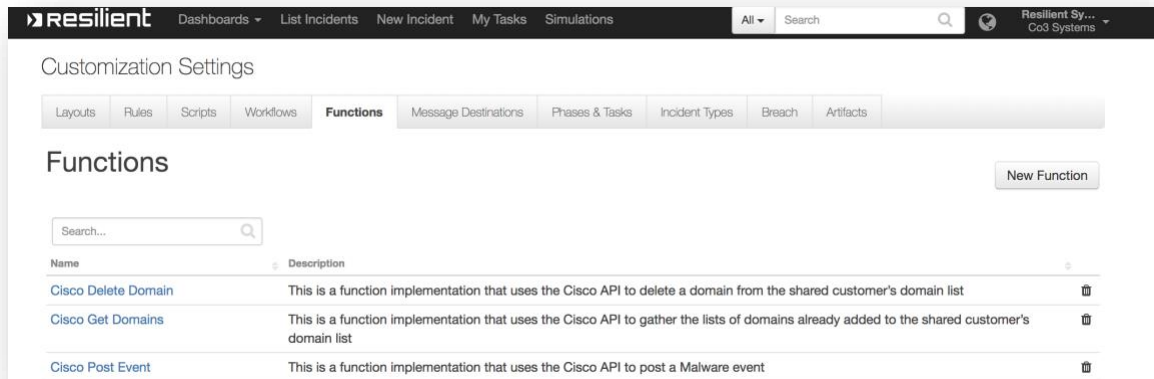 Resilient Dashboards List Incidents New Incident My Tasks Simulations All Search Resilient Sy...
Co3 Systems
Customization Settings
Layouts Rules Scripts Workflows Functions Message Destinations Phases & Tasks Incident Types Breach Artifacts
Functions
New Function
Search...
Name Description
Cisco Delete Domain This is a function implementation that uses the Cisco API to delete a domain from the shared customer's domain list
Cisco Get Domains This is a function implementation that uses the Cisco API to gather the lists of domains already added to the shared customer's
domain list
Cisco Post Event This is a function implementation that uses the Cisco API to post a Malware event